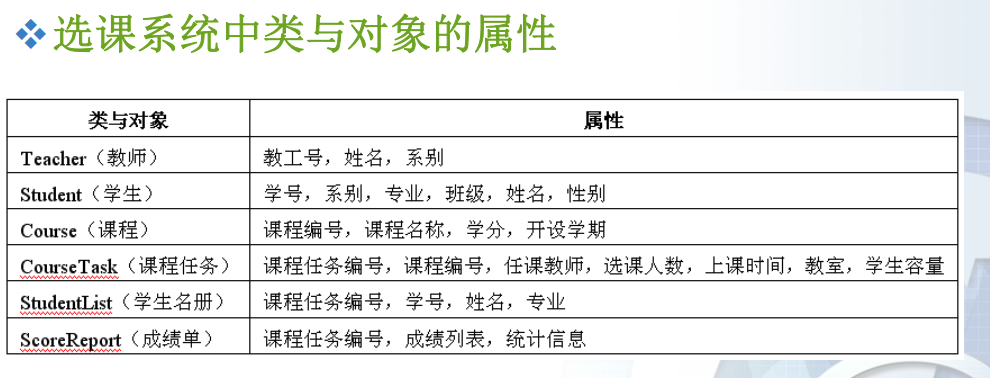 选课系统中类与对象的属性
类与对象 属性
Teacher（教师） 教工号，姓名，系别
Student（学生） 学号，系别，专业，班级，姓名，性别
Course（课程） 课程编号，课程名称，学分，开设学期
CourseTask（课程任务） 课程任务编号，课程编号，任课教师，选课人数，上课时间，教室，学生容量
StudentList（学生名册） 课程任务编号，学号，姓名，专业
ScoreReport（成绩单） 课程任务编号，成绩列表，统计信息